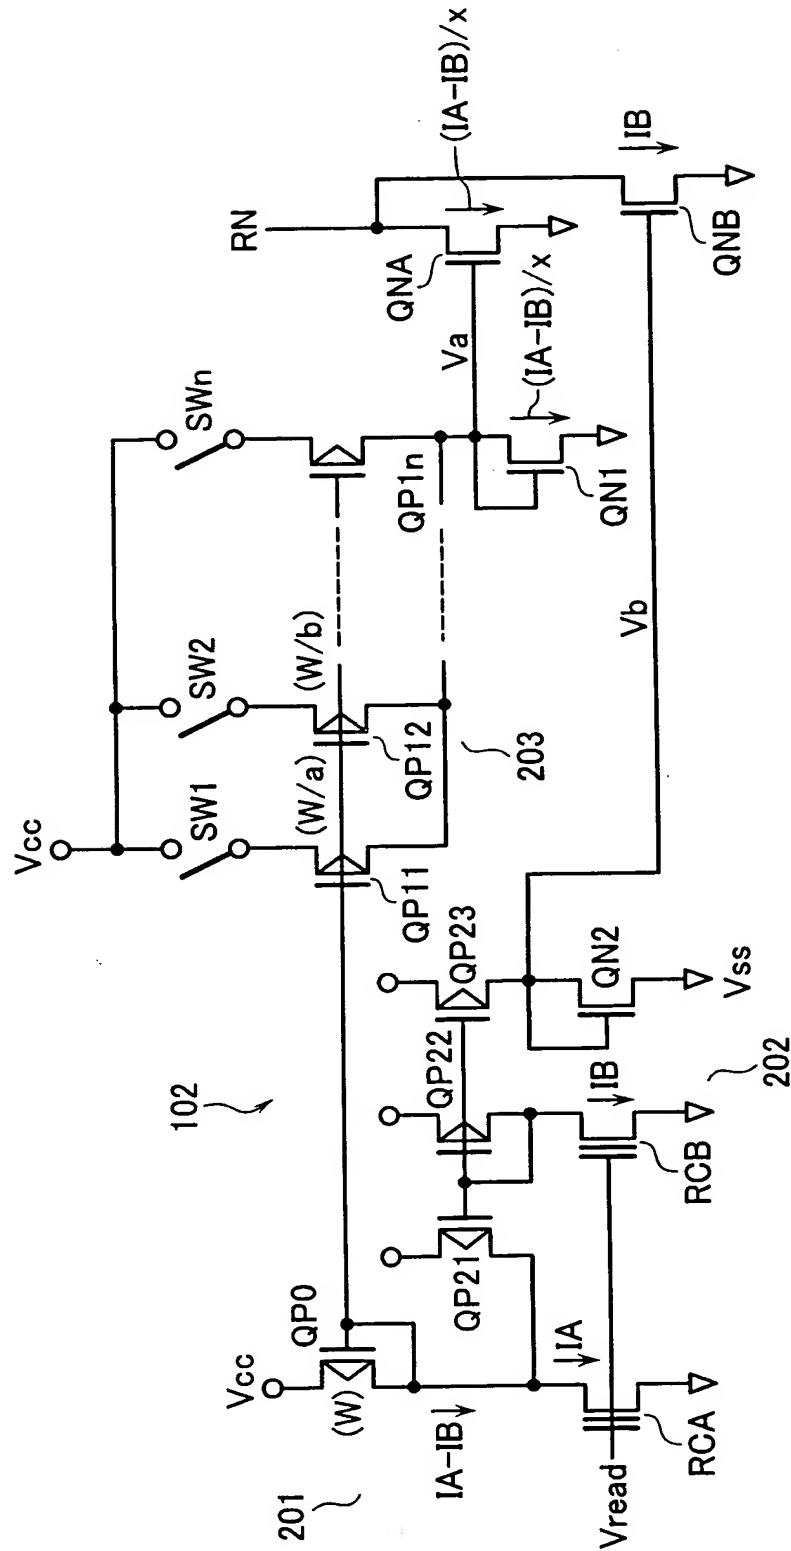 102
201
Vcc
QP0
(W)
IA-IB
IA
Vread
RCA
QP21
QP22
QP23
IB
RCB
202
QN2
Vss
Vcc
SW1
SW2
SWn
(W/a)
(W/b)
QP11
QP12
QP1n
203
Va
Vb
QN1
(IA-IB)/x
RN
QNA
(IA-IB)/x
IB
QNB